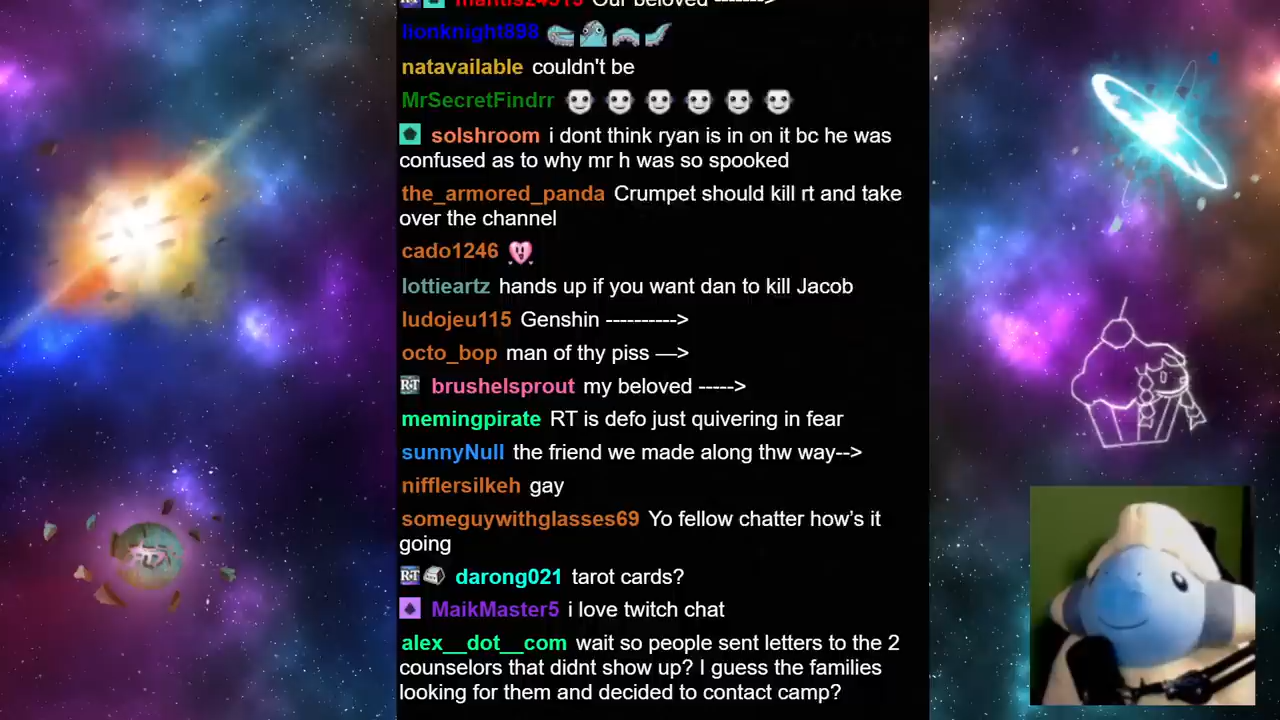 mantis24919 Our beloved ------->
lionknight898
natavailable couldn't be
MrSecretFindrr
solshroom i dont think ryan is in on it bc he was
confused as to why mr h was so spooked
the_armored_panda Crumpet should kill rt and take
over the channel
cado1246
lottieartz hands up if you want dan to kill Jacob
ludojeu115 Genshin ---------->
octo_bop man of thy piss —>
RT brushelsprout my beloved ----->
memingpirate RT is defo just quivering in fear
sunnyNull the friend we made along thw way-->
nifflersilkeh gay
someguywithglasses69 Yo fellow chatter how’s it
going
RT darong021 tarot cards?
MaikMaster5 i love twitch chat
alex__dot__com wait so people sent letters to the 2
counselors that didnt show up? I guess the families
looking for them and decided to contact camp?